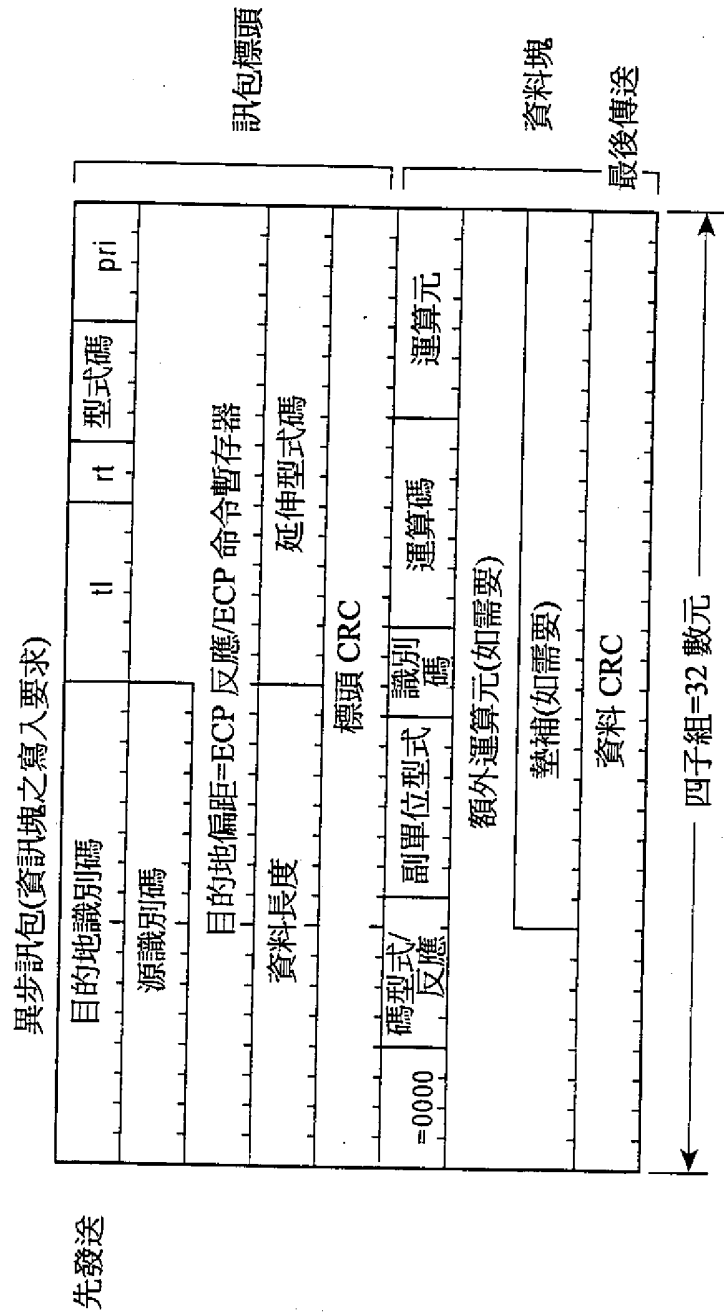 異步訊包(資訊塊之寫入要求)
先發送
目的地識別碼 tl rt 型式碼 pri
源識別碼
目的地偏距=ECP 反應/ECP 命令暫存器
資料長度 延伸型式碼
標頭 CRC
訊包標頭
=0000 碼型式/反應 副單位型式 識別碼 運算碼 運算元
額外運算元(如需要)
墊補(如需要)
資料 CRC
資料塊
最後傳送
四子組=32 數元